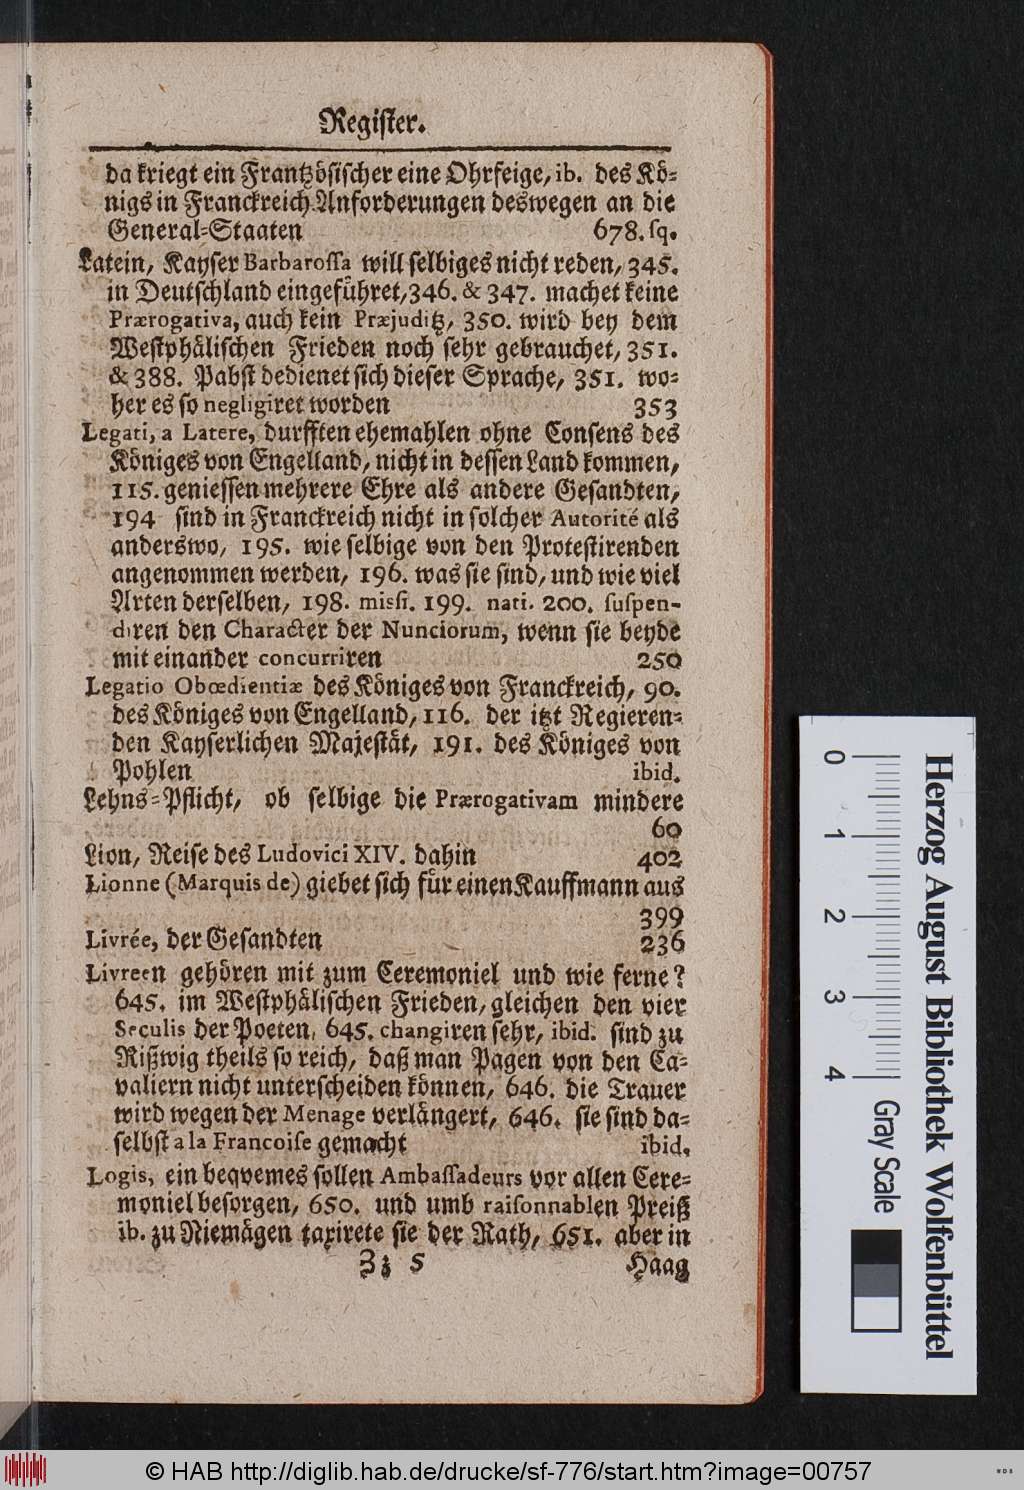 Regiſter.
da kriegt ein Frantzöſiſcher eine Ohrfeige, ib. des Kö-
nigs in Franckreich Anforderungen deswegen an die
General-Staaten 678. ſq.
Latein, Kayſer Barbaroſſa will ſelbiges nicht reden, 345.
in Deutſchland eingeführet, 346. & 347. machet keine
Prærogativa, auch kein Præjuditz, 350. wird bey dem
Weſtphäliſchen Frieden noch ſehr gebrauchet, 351.
& 388. Pabſt bedienet ſich dieſer Sprache, 351. wo-
her es ſo negligiret worden 353
Legati, a Latere, durfften ehemahlen ohne Conſens des
Königes von Engelland, nicht in deſſen Land kommen,
115. genieſſen mehrere Ehre als andere Geſandten,
194 ſind in Franckreich nicht in ſolcher Autorité als
anderswo, 195. wie ſelbige von den Proteſtirenden
angenommen werden, 196. was ſie ſind, und wie viel
Arten derſelben, 198. misſi. 199. nati. 200. ſuſpen-
diren den Character der Nunciorum, wenn ſie beyde
mit einander concurriren 250
Legatio Obœdientiæ des Königes von Franckreich, 90.
des Königes von Engelland, 116. der itzt Regieren-
den Kayſerlichen Majeſtät, 191. des Königes von
Pohlen ibid.
Lehns-Pflicht, ob ſelbige die Prærogativam mindere
60
Lion, Reiſe des Ludovici XIV. dahin 402
Lionne (Marquis de) giebet ſich für einen Kauffmann aus
399
Livrée, der Geſandten 236
Livreen gehören mit zum Ceremoniel und wie ferne?
645. im Weſtphäliſchen Frieden, gleichen den vier
Seculis der Poeten, 645. changiren ſehr, ibid. ſind zu
Rißwig theils ſo reich, daß man Pagen von den Ca-
valiern nicht unterſcheiden können, 646. die Trauer
wird wegen der Menage verlängert, 646. ſie ſind da-
ſelbſt a la Francoiſe gemacht ibid.
Logis, ein beqvemes ſollen Ambaſſadeurs vor allen Cere-
moniel beſorgen, 650. und umb raiſonnablen Preiß
ib. zu Niemägen taxirete ſie der Rath, 651. aber in
Zz 5 Haag
0 1 2 3 4
Gray Scale
Herzog August Bibliothek Wolfenbüttel
© HAB http://diglib.hab.de/drucke/sf-776/start.htm?image=00757
WDB